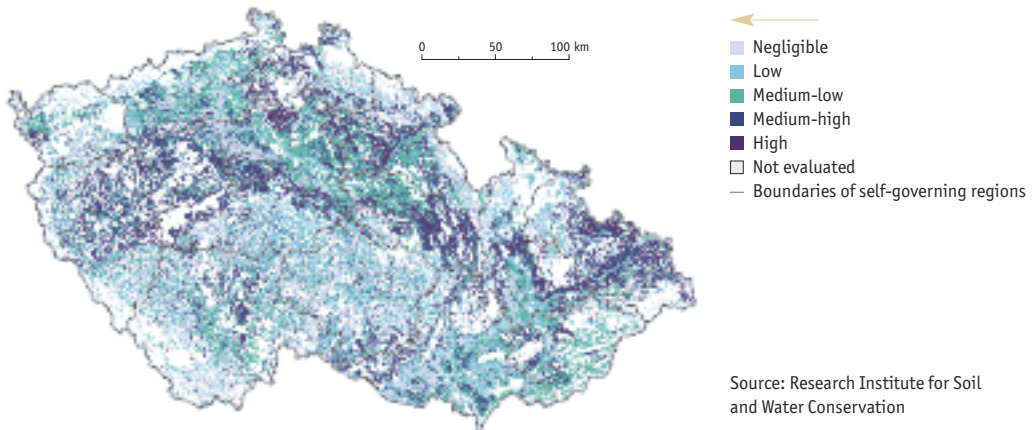 0 50 100 km
Negligible
Low
Medium-low
Medium-high
High
Not evaluated
Boundaries of self-governing regions
Source: Research Institute for Soil
and Water Conservation